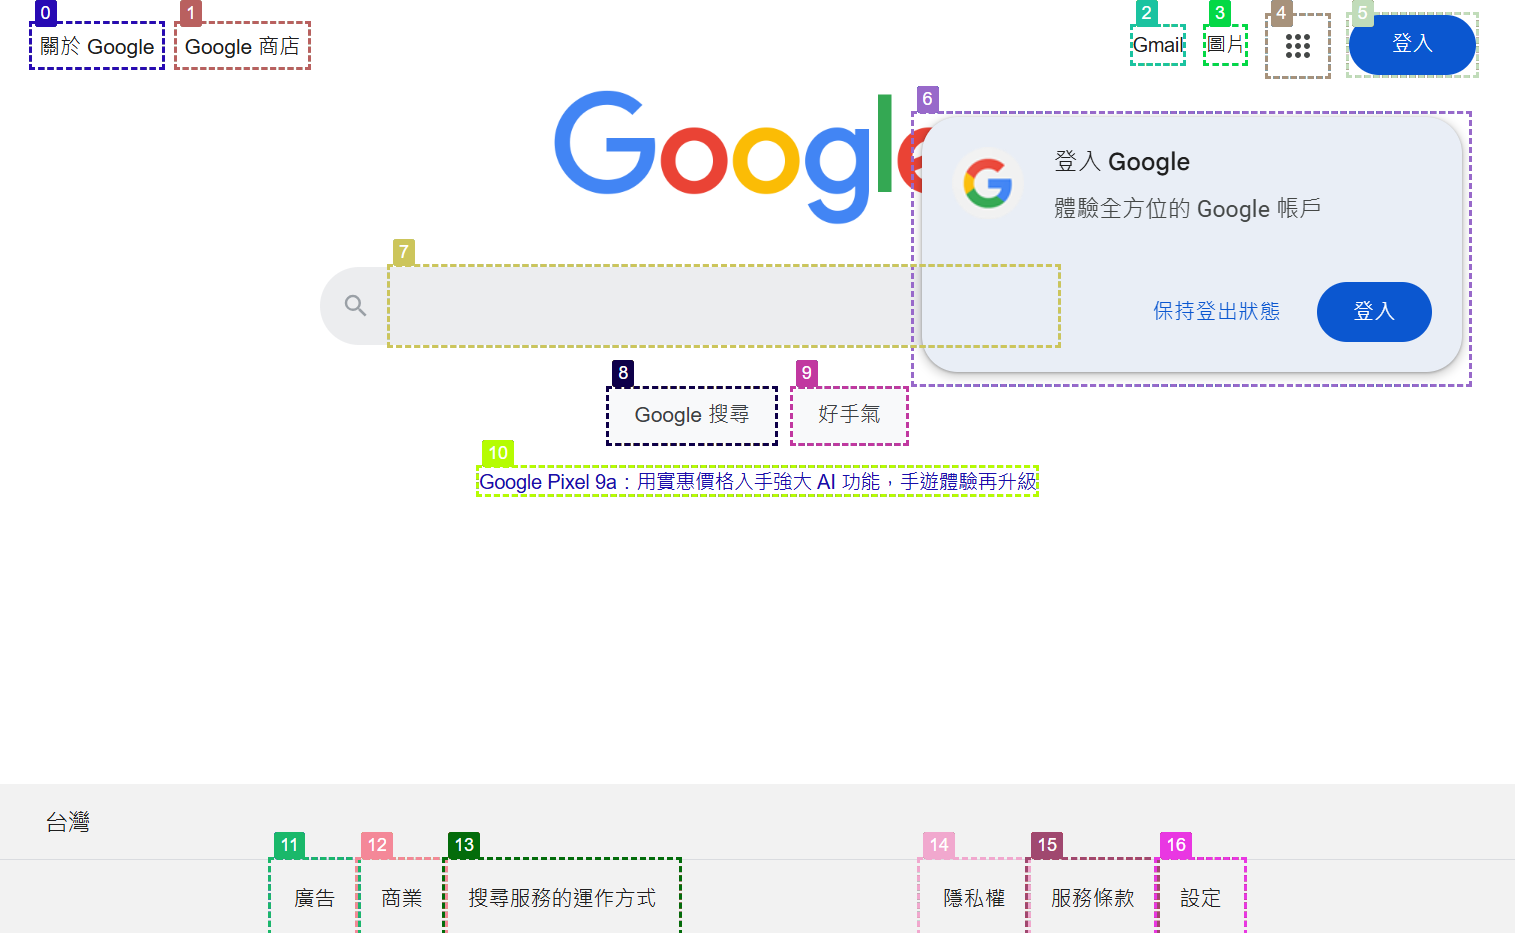 0
1
2
3
4
5
關於 Google
Google 商店
Gmail
圖片
登入
Google
6
登入 Google
體驗全方位的 Google 帳戶
7
保持登出狀態
登入
8
9
Google 搜尋
好手氣
10
Google Pixel 9a：用實惠價格入手強大 AI 功能，手遊體驗再升級
台灣
11
12
13
14
15
16
廣告
商業
搜尋服務的運作方式
隱私權
服務條款
設定